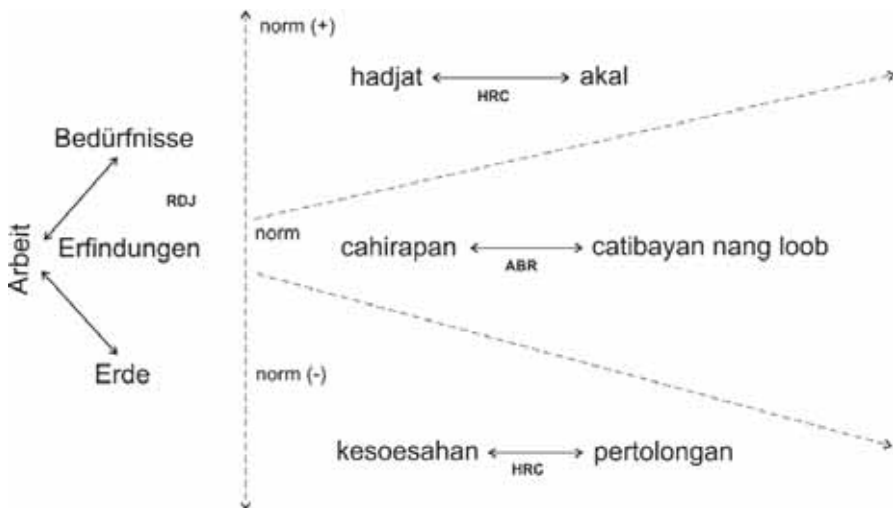 norm (+)
hadjat
akal
HRC
Bedürfnisse
RDJ
Arbeit
Erfindungen
norm
cahirapan
catibayan nang loob
ABR
Erde
norm (-)
kesoesahan
pertolongan
HRC